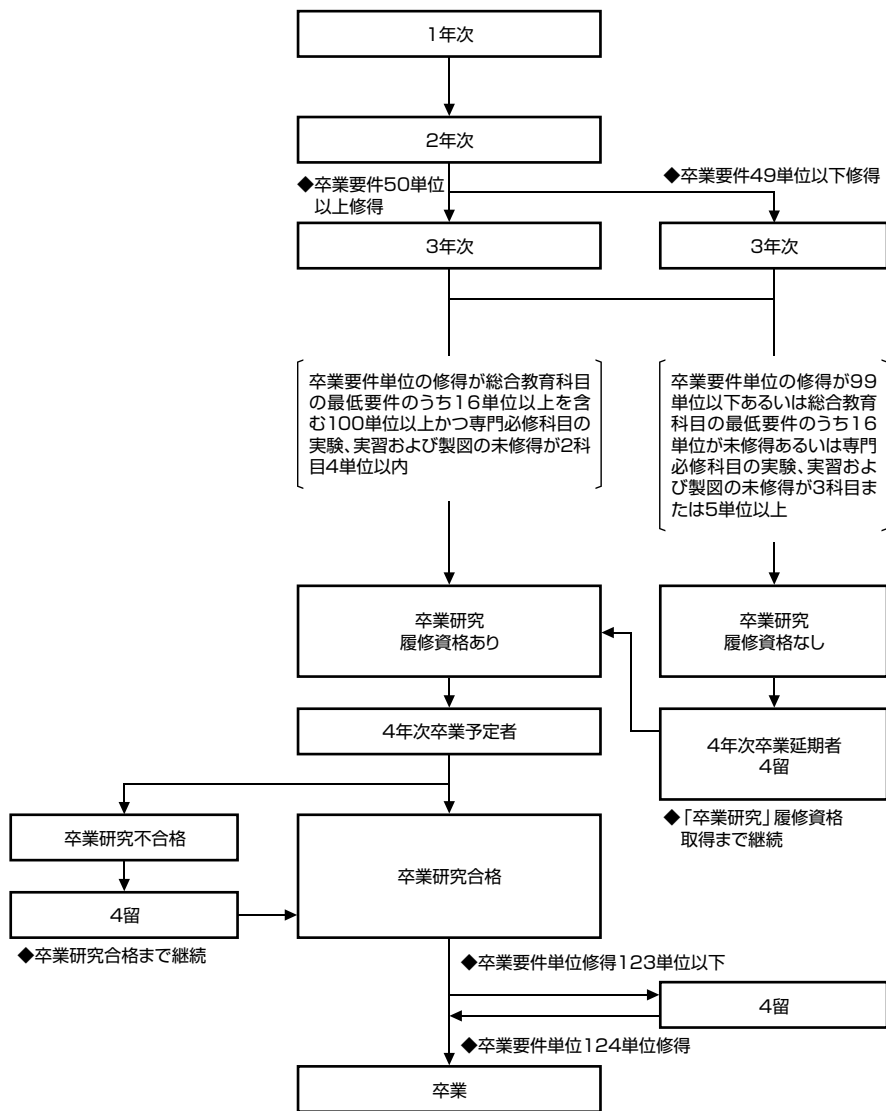 1年次
2年次
◆卒業要件50単位
以上修得
◆卒業要件49単位以下修得
3年次
3年次
卒業要件単位の修得が総合教育科目
の最低要件のうち16単位以上を含
む100単位以上かつ専門必修科目の
実験、実習および製図の未修得が2科
目4単位以内
卒業要件単位の修得が99
単位以下あるいは総合教育
科目の最低要件のうち16
単位が未修得あるいは専門
必修科目の実験、実習およ
び製図の未修得が3科目ま
たは5単位以上
卒業研究
履修資格あり
卒業研究
履修資格なし
4年次卒業予定者
4年次卒業延期者
4留
◆「卒業研究」履修資格
取得まで継続
卒業研究不合格
卒業研究合格
4留
◆卒業研究合格まで継続
◆卒業要件単位修得123単位以下
4留
◆卒業要件単位124単位修得
卒業